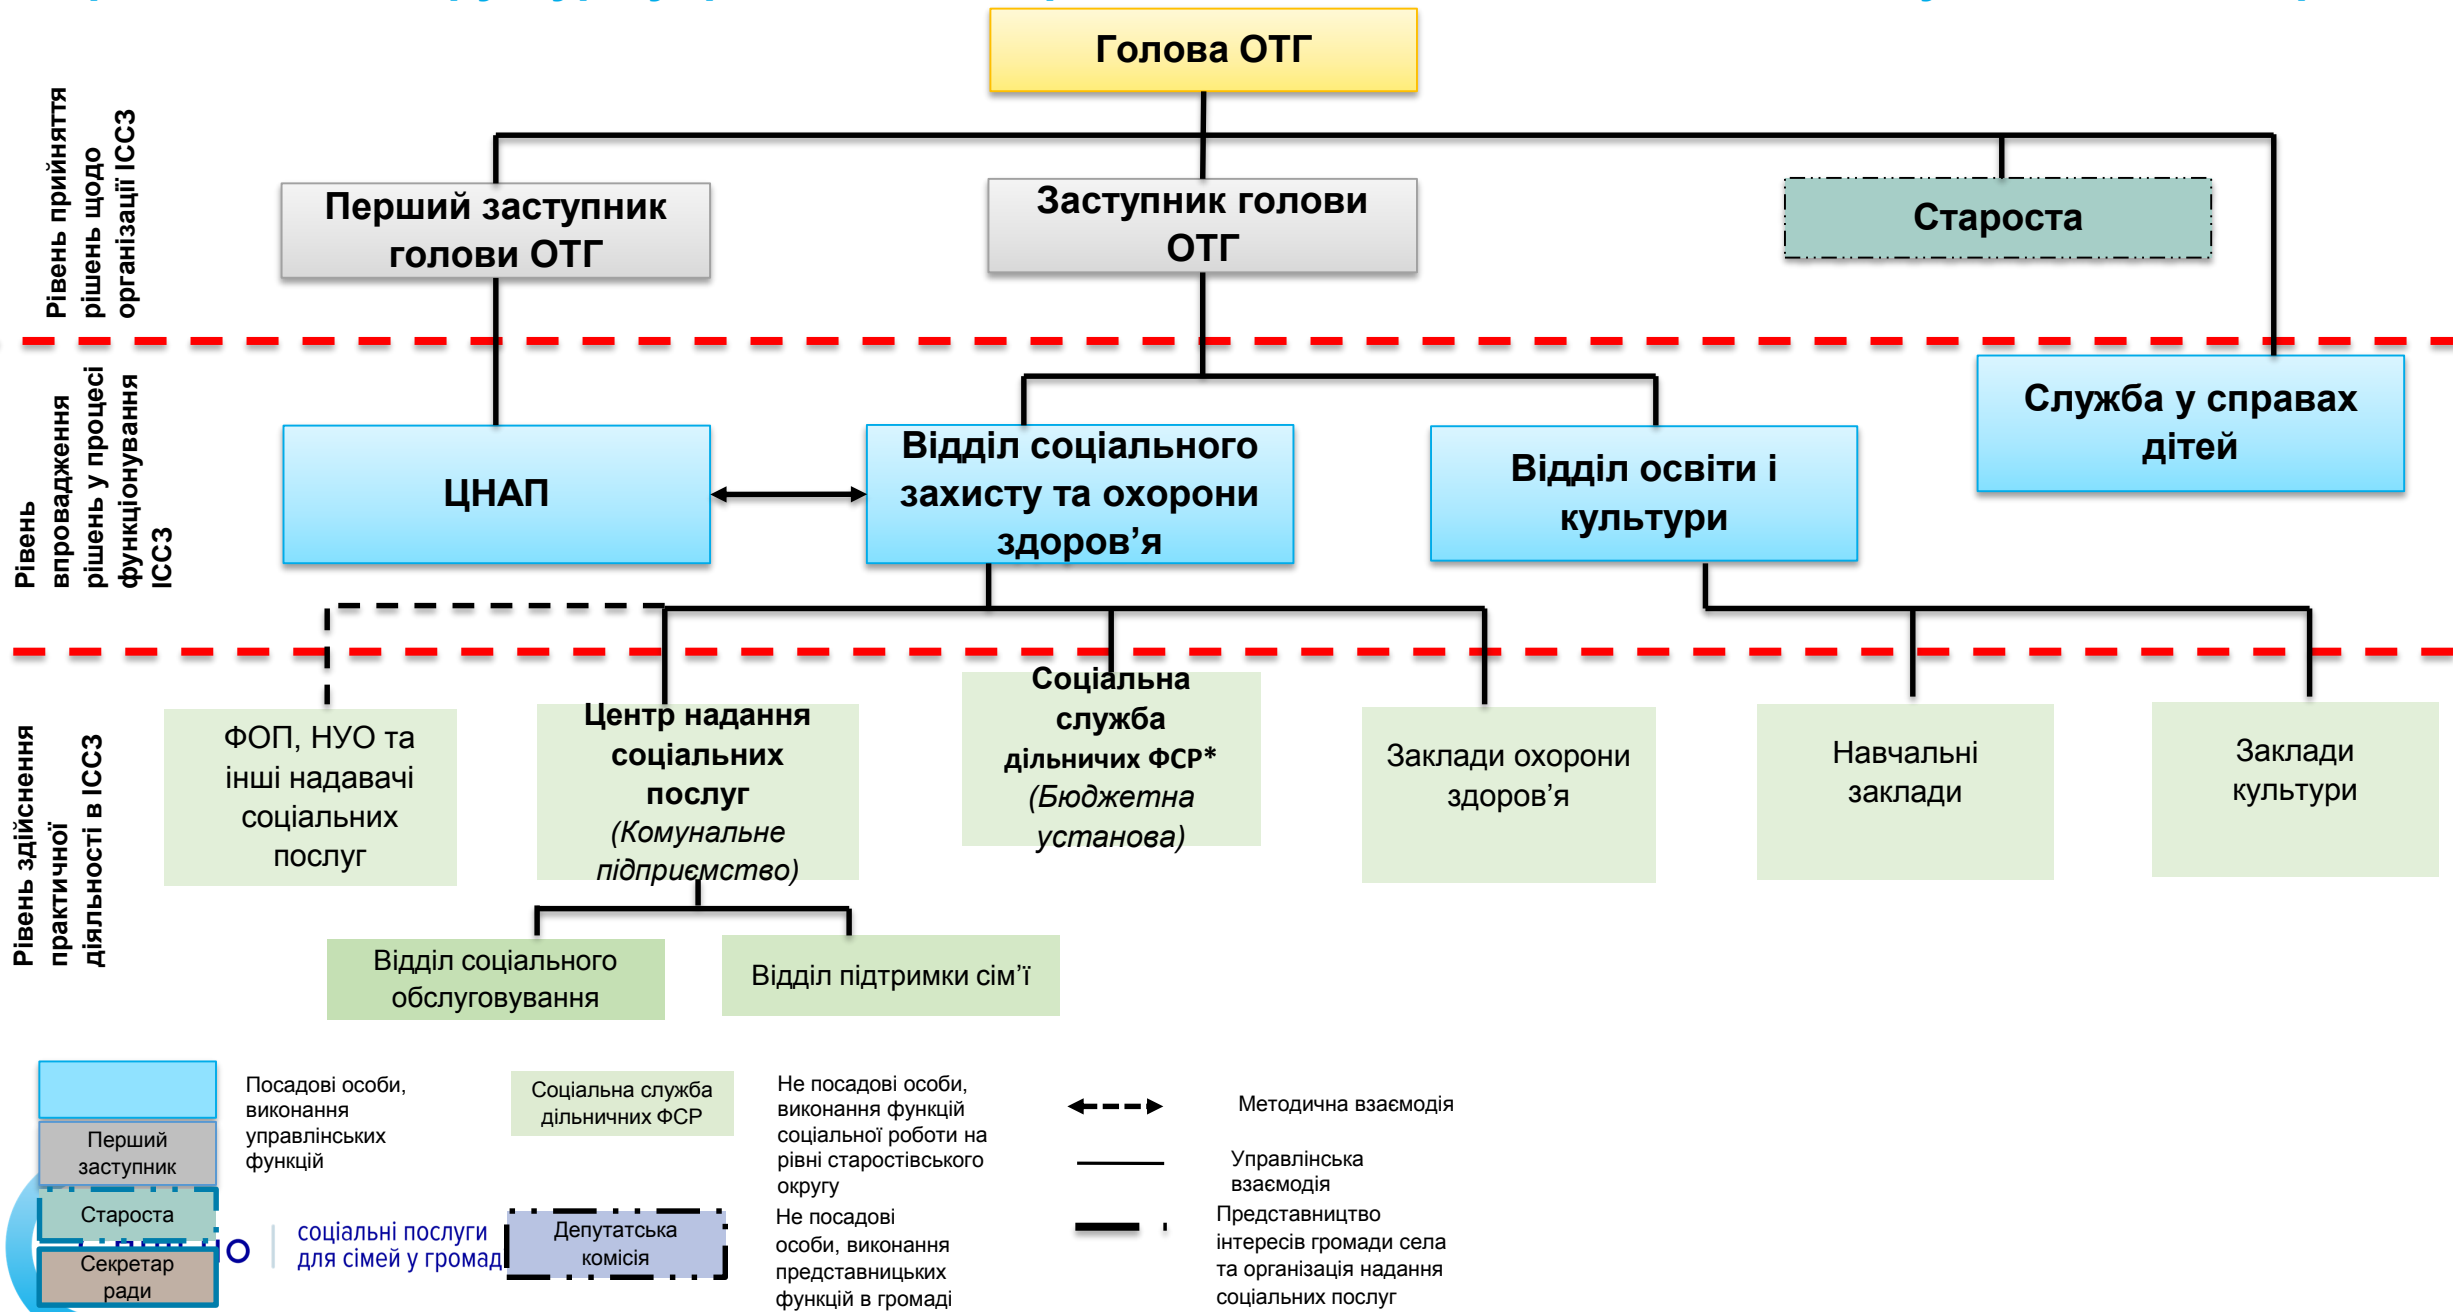 Голова ОТГ
Рівень прийняття
рішень щодо
організації ІССЗ
Перший заступник
голови ОТГ
Заступник голови
ОТГ
Староста
Рівень
впровадження
рішень у процесі
функціонування
ІССЗ
ЦНАП
Відділ соціального
захисту та охорони
здоров’я
Відділ освіти і
культури
Служба у справах
дітей
Рівень здійснення
практичної
діяльності в ІССЗ
ФОП, НУО та
інші надавачі
соціальних
послуг
Центр надання
соціальних
послуг
(Комунальне
підприємство)
Соціальна
служба
дільничих ФСР*
(Бюджетна
установа)
Заклади охорони
здоров’я
Навчальні
заклади
Заклади
культури
Відділ соціального
обслуговування
Відділ підтримки сім’ї
Перший
заступник
Староста
Секретар
ради
Посадові особи,
виконання
управлінських
функцій
соціальні послуги
для сімей у громад
Соціальна служба
дільничних ФСР
Депутатська
комісія
Не посадові особи,
виконання функцій
соціальної роботи на
рівні старостівського
округу
Не посадові
особи, виконання
представницьких
функцій в громаді
Методична взаємодія
Управлінська
взаємодія
Представництво
інтересів громади села
та організація надання
соціальних послуг